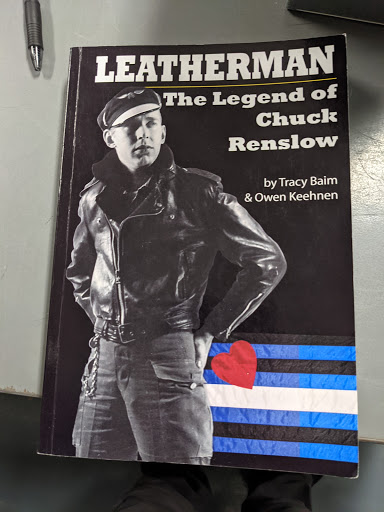 LEATHERMAN
The Legend of
Chuck
Renslow
by Tracy Baim
& Owen Keehnen